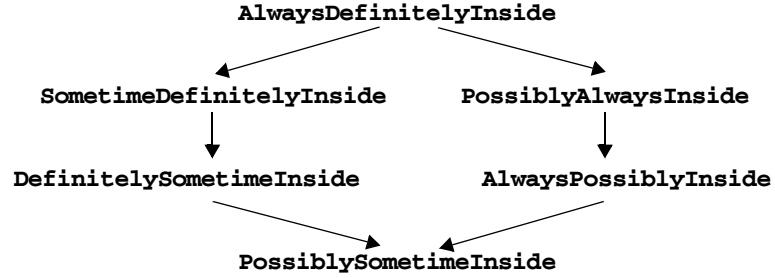 AlwaysDefinitelyInside
SometimeDefinitelyInside PossiblyAlwaysInside
DefinitelySometimeInside AlwaysPossiblyInside
PossiblySometimeInside